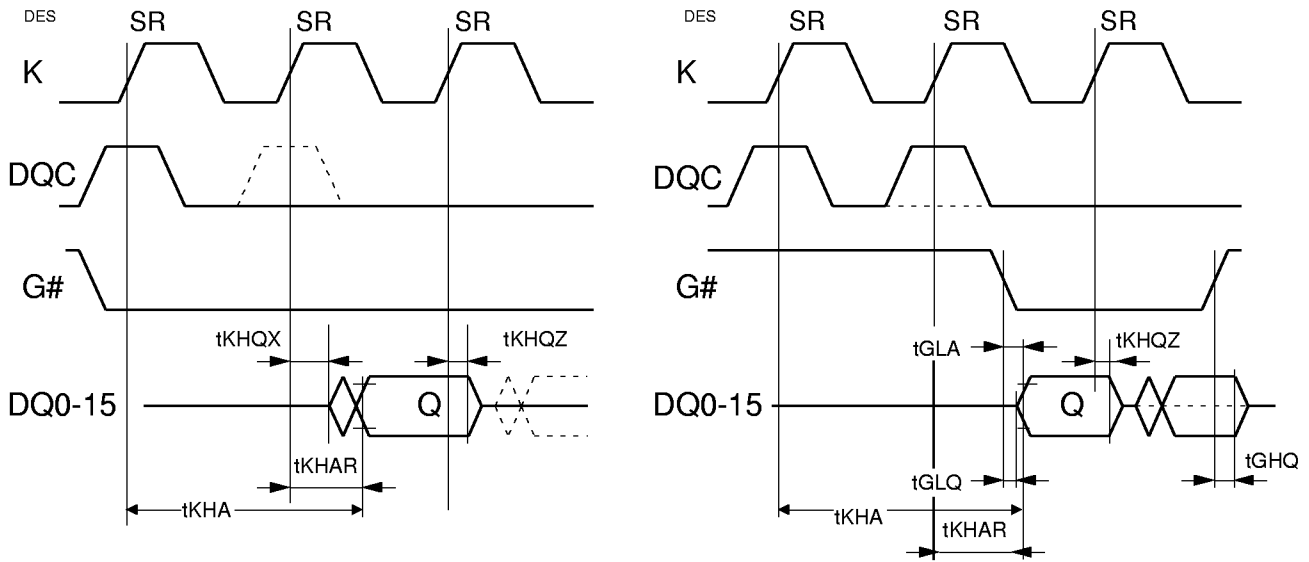 DES SR SR SR
K
DQC
G#
tKHQX tKHQZ
DQ0-15 Q
tKHAR
tKHA
DES SR SR SR
K
DQC
G#
tGLA tKHQZ
DQ0-15 Q
tGLQ tGHQ
tKHA
tKHAR